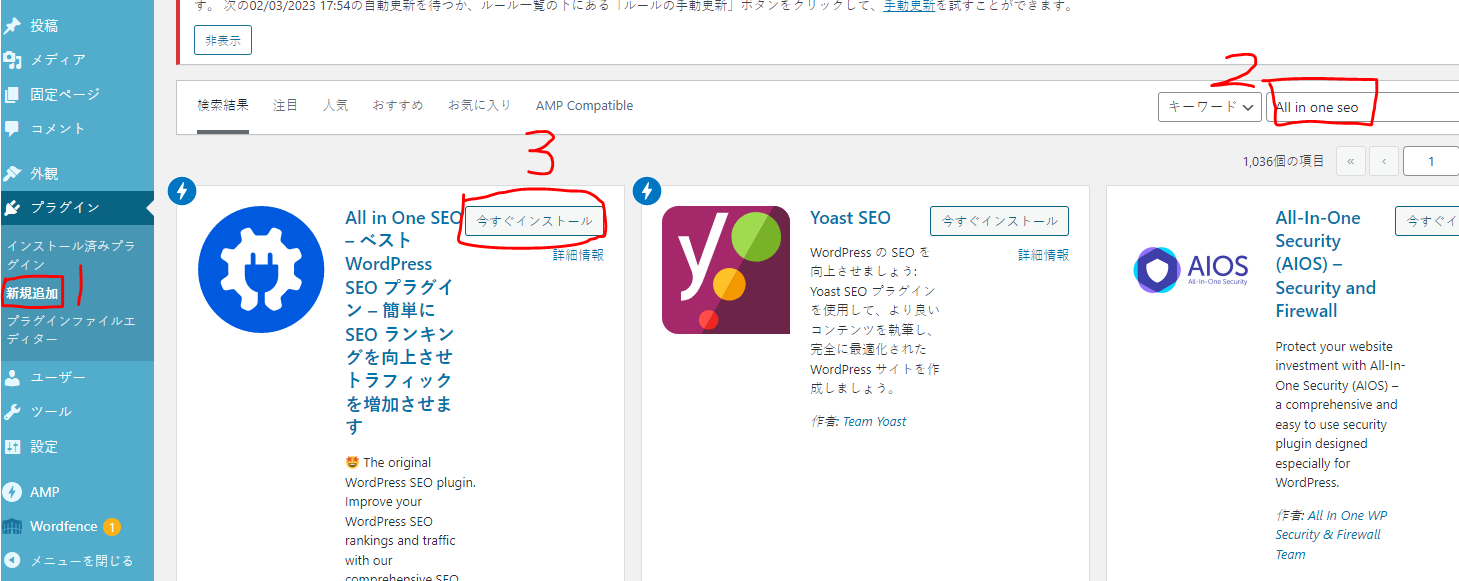 す。 次の02/03/2023 17:54の自動更新を待つか、ルール一覧の下にある「ルールの手動更新」ボタンをクリックして、手動更新を試すことができます。
非表示
投稿
メディア
固定ページ
コメント
外観
プラグイン
インストール済みプラ
グイン
新規追加
1
プラグインファイルエ
ディター
ユーザー
ツール
設定
AMP
Wordfence 1
メニューを閉じる
検索結果 注目 人気 おすすめ お気に入り AMP Compatible
2
キーワード
All in one seo
1,036個の項目 « ‹ 1
3
All in One SEO
– ベスト
WordPress
SEO プラグイ
ン – 簡単に
SEO ランキン
グを向上させ
トラフィック
を増加させま
す
今すぐインストール
詳細情報
🤩 The original
WordPress SEO plugin.
Improve your
WordPress SEO
rankings and traffic
with our
comprehensive SEO
y
Yoast SEO
今すぐインストール
詳細情報
WordPress の SEO を
向上させましょう:
Yoast SEO プラグイン
を使用して、より良い
コンテンツを執筆し、
完全に最適化された
WordPress サイトを作
成しましょう。
作者: Team Yoast
AIOS
All-In-One Security
All-In-One
Security
(AIOS) –
Security and
Firewall
今すぐイ
Protect your website
investment with All-In-
One Security (AIOS) –
a comprehensive and
easy to use security
plugin designed
especially for
WordPress.
作者: All In One WP
Security & Firewall
Team